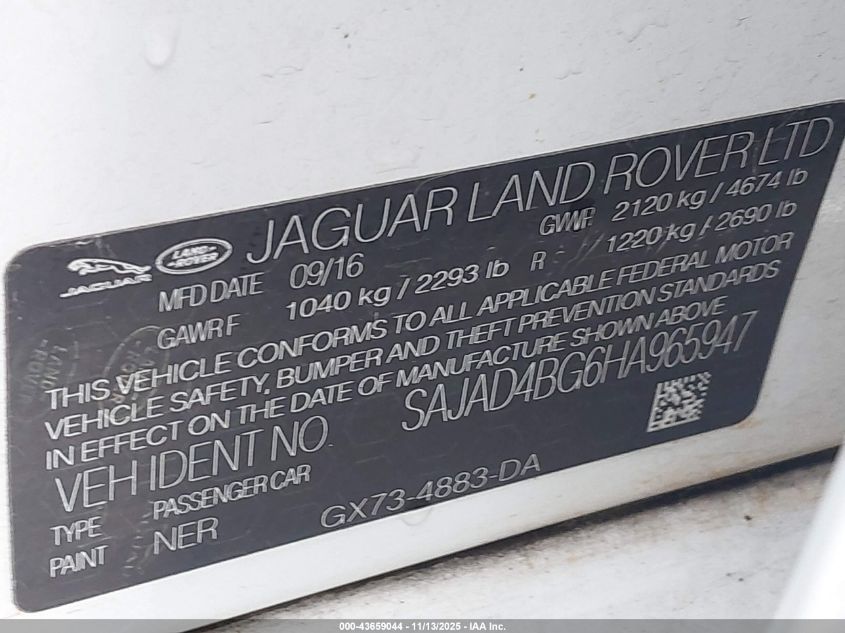 JAGUAR
LAND-
-ROVER
JAGUAR LAND ROVER LTD
MFD DATE 09/16 GVWR 2120 kg / 4674 lb
GAWR F 1040 kg / 2293 lb R 1220 kg / 2690 lb
THIS VEHICLE CONFORMS TO ALL APPLICABLE FEDERAL MOTOR
VEHICLE SAFETY, BUMPER AND THEFT PREVENTION STANDARDS
IN EFFECT ON THE DATE OF MANUFACTURE SHOWN ABOVE
VEH IDENT NO. SAJAD4BG6HA965947
TYPE PASSENGER CAR
PAINT NER GX73-4883-DA
000-43659044 - 11/13/2025 - IAA Inc.